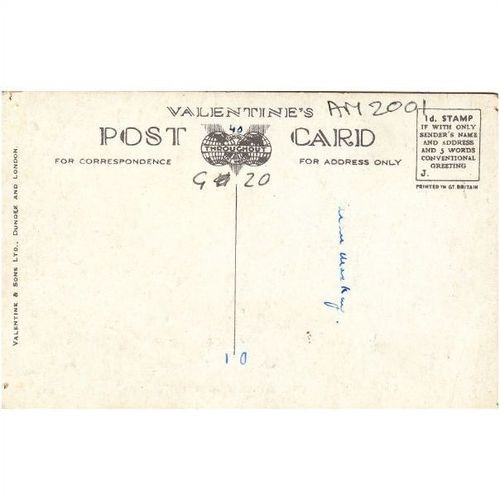 VALENTINE'S AM 2001
POST CARD
40
THROUGHOUT
FOR CORRESPONDENCE
FOR ADDRESS ONLY
G 20
1d. STAMP
IF WITH ONLY
SENDER'S NAME
AND ADDRESS
AND 5 WORDS
CONVENTIONAL
GREETING
J.
PRINTED IN GT. BRITAIN
VALENTINE & SONS LTD., DUNDEE AND LONDON.
10